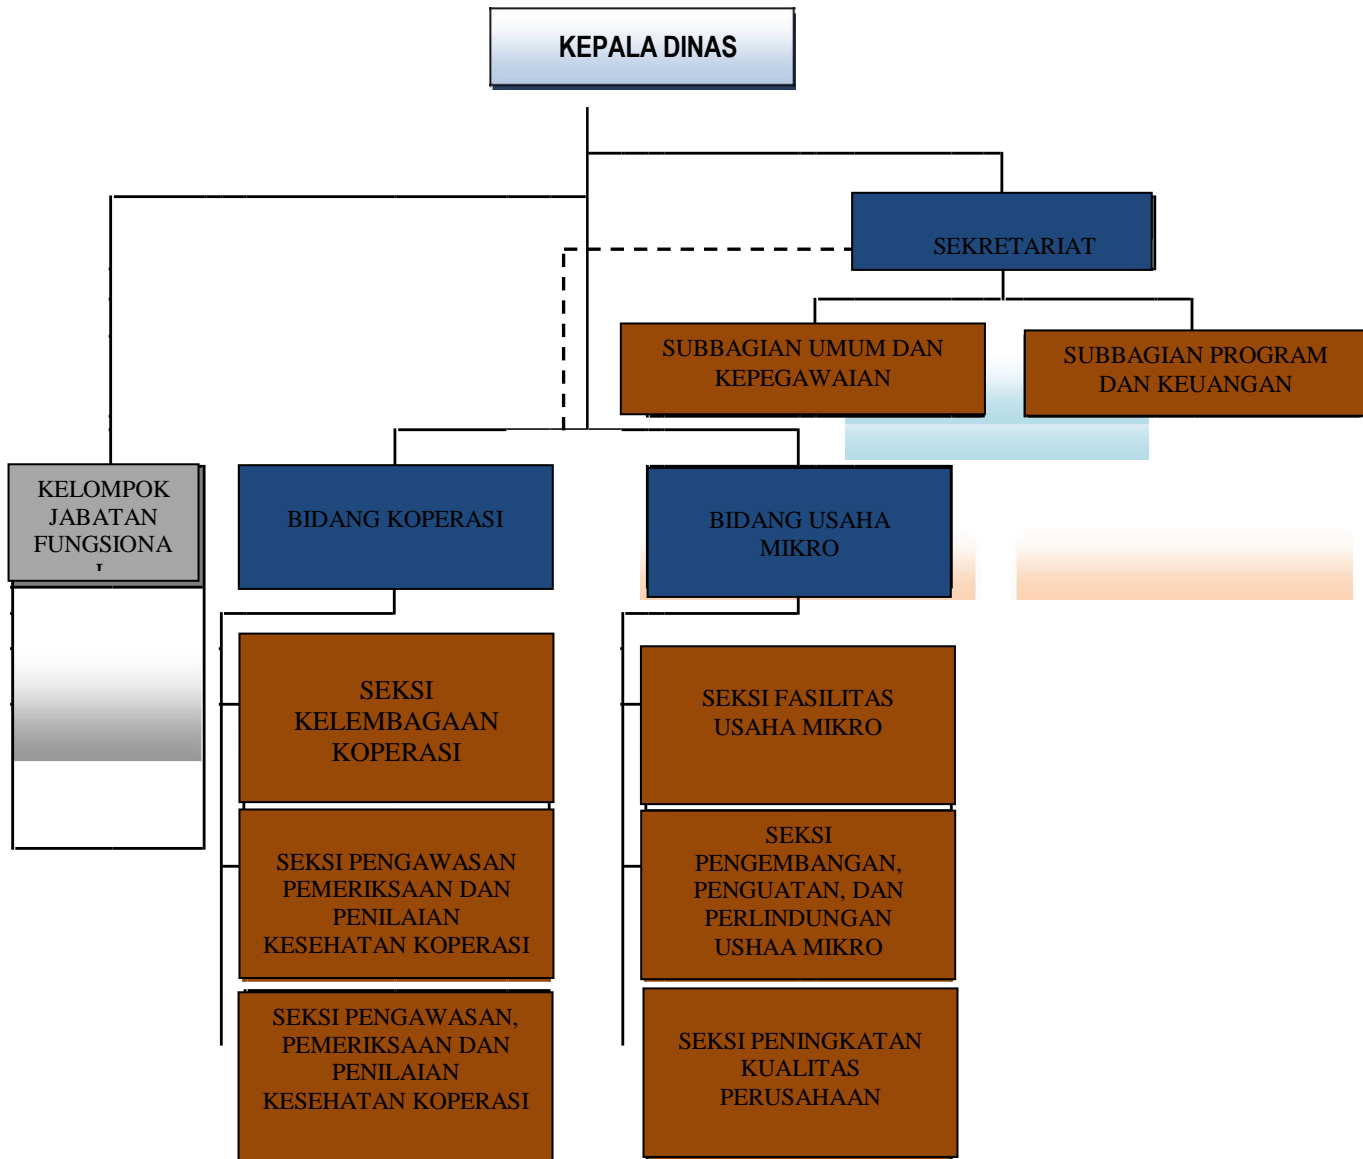 KEPALA DINAS
SEKRETARIAT
SUBBAGIAN UMUM DAN
KEPEGAWAIAN
SUBBAGIAN PROGRAM
DAN KEUANGAN
KELOMPOK
JABATAN
FUNGSIONA
L
BIDANG KOPERASI
BIDANG USAHA
MIKRO
SEKSI
KELEMBAGAAN
KOPERASI
SEKSI FASILITAS
USAHA MIKRO
SEKSI PENGAWASAN
PEMERIKSAAN DAN
PENILAIAN
KESEHATAN KOPERASI
SEKSI
PENGEMBANGAN,
PENGUATAN, DAN
PERLINDUNGAN
USHAA MIKRO
SEKSI PENGAWASAN,
PEMERIKSAAN DAN
PENILAIAN
KESEHATAN KOPERASI
SEKSI PENINGKATAN
KUALITAS
PERUSAHAAN